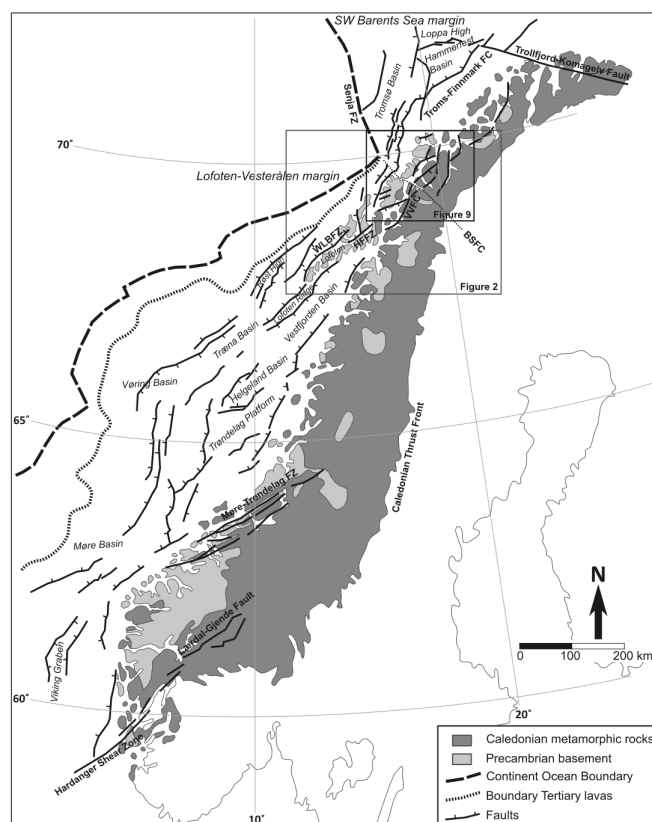 SW Barents Sea margin
Loppa High
Hammerfest
Basin
Trollfjord-Komagelv Fault
Tromsø Basin
Senja FZ
Troms-Finnmark FC
70°
Lofoten-Vesterålen margin
VVFC
Figure 9
BSFC
WLBFZ
HFFZ
Lofoten
Røst High
Figure 2
Lofoten Ridge
Vestfjorden Basin
Træna Basin
Vøring Basin
Helgeland Basin
65°
Trøndelag Platform
Caledonian Thrust Front
Møre-Trøndelag FZ
Møre Basin
Lærdal-Gjende Fault
N
0 100 200 km
Viking Graben
60°
20°
Hardanger Shear Zone
10°
Caledonian metamorphic rocks
Precambrian basement
Continent Ocean Boundary
Boundary Tertiary lavas
Faults